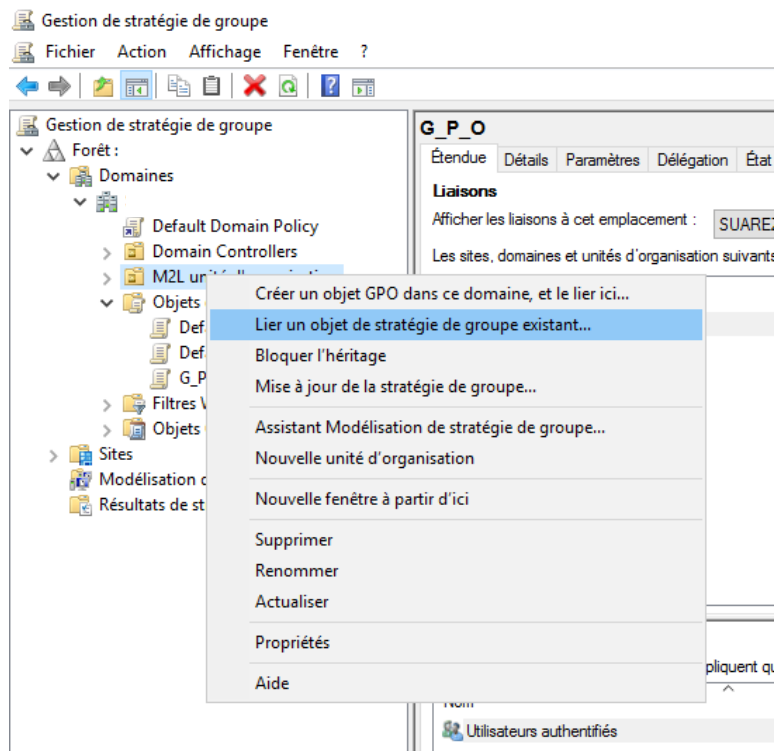 Gestion de stratégie de groupe
Fichier Action Affichage Fenêtre ?
Gestion de stratégie de groupe
Forêt :
Domaines
Default Domain Policy
Domain Controllers
M2L
Objets
Filtres
Objets
Sites
Modélisation
Résultats de st
G_P_O
Étendue Détails Paramètres Délégation État
Liaisons
Afficher les liaisons à cet emplacement : SUAREZ
Les sites, domaines et unités d'organisation suivants
Créer un objet GPO dans ce domaine, et le lier ici...
Lier un objet de stratégie de groupe existant...
Bloquer l'héritage
Mise à jour de la stratégie de groupe...
Assistant Modélisation de stratégie de groupe...
Nouvelle unité d'organisation
Nouvelle fenêtre à partir d'ici
Supprimer
Renommer
Actualiser
Propriétés
Aide
pliquent qu
Nom
Utilisateurs authentifiés